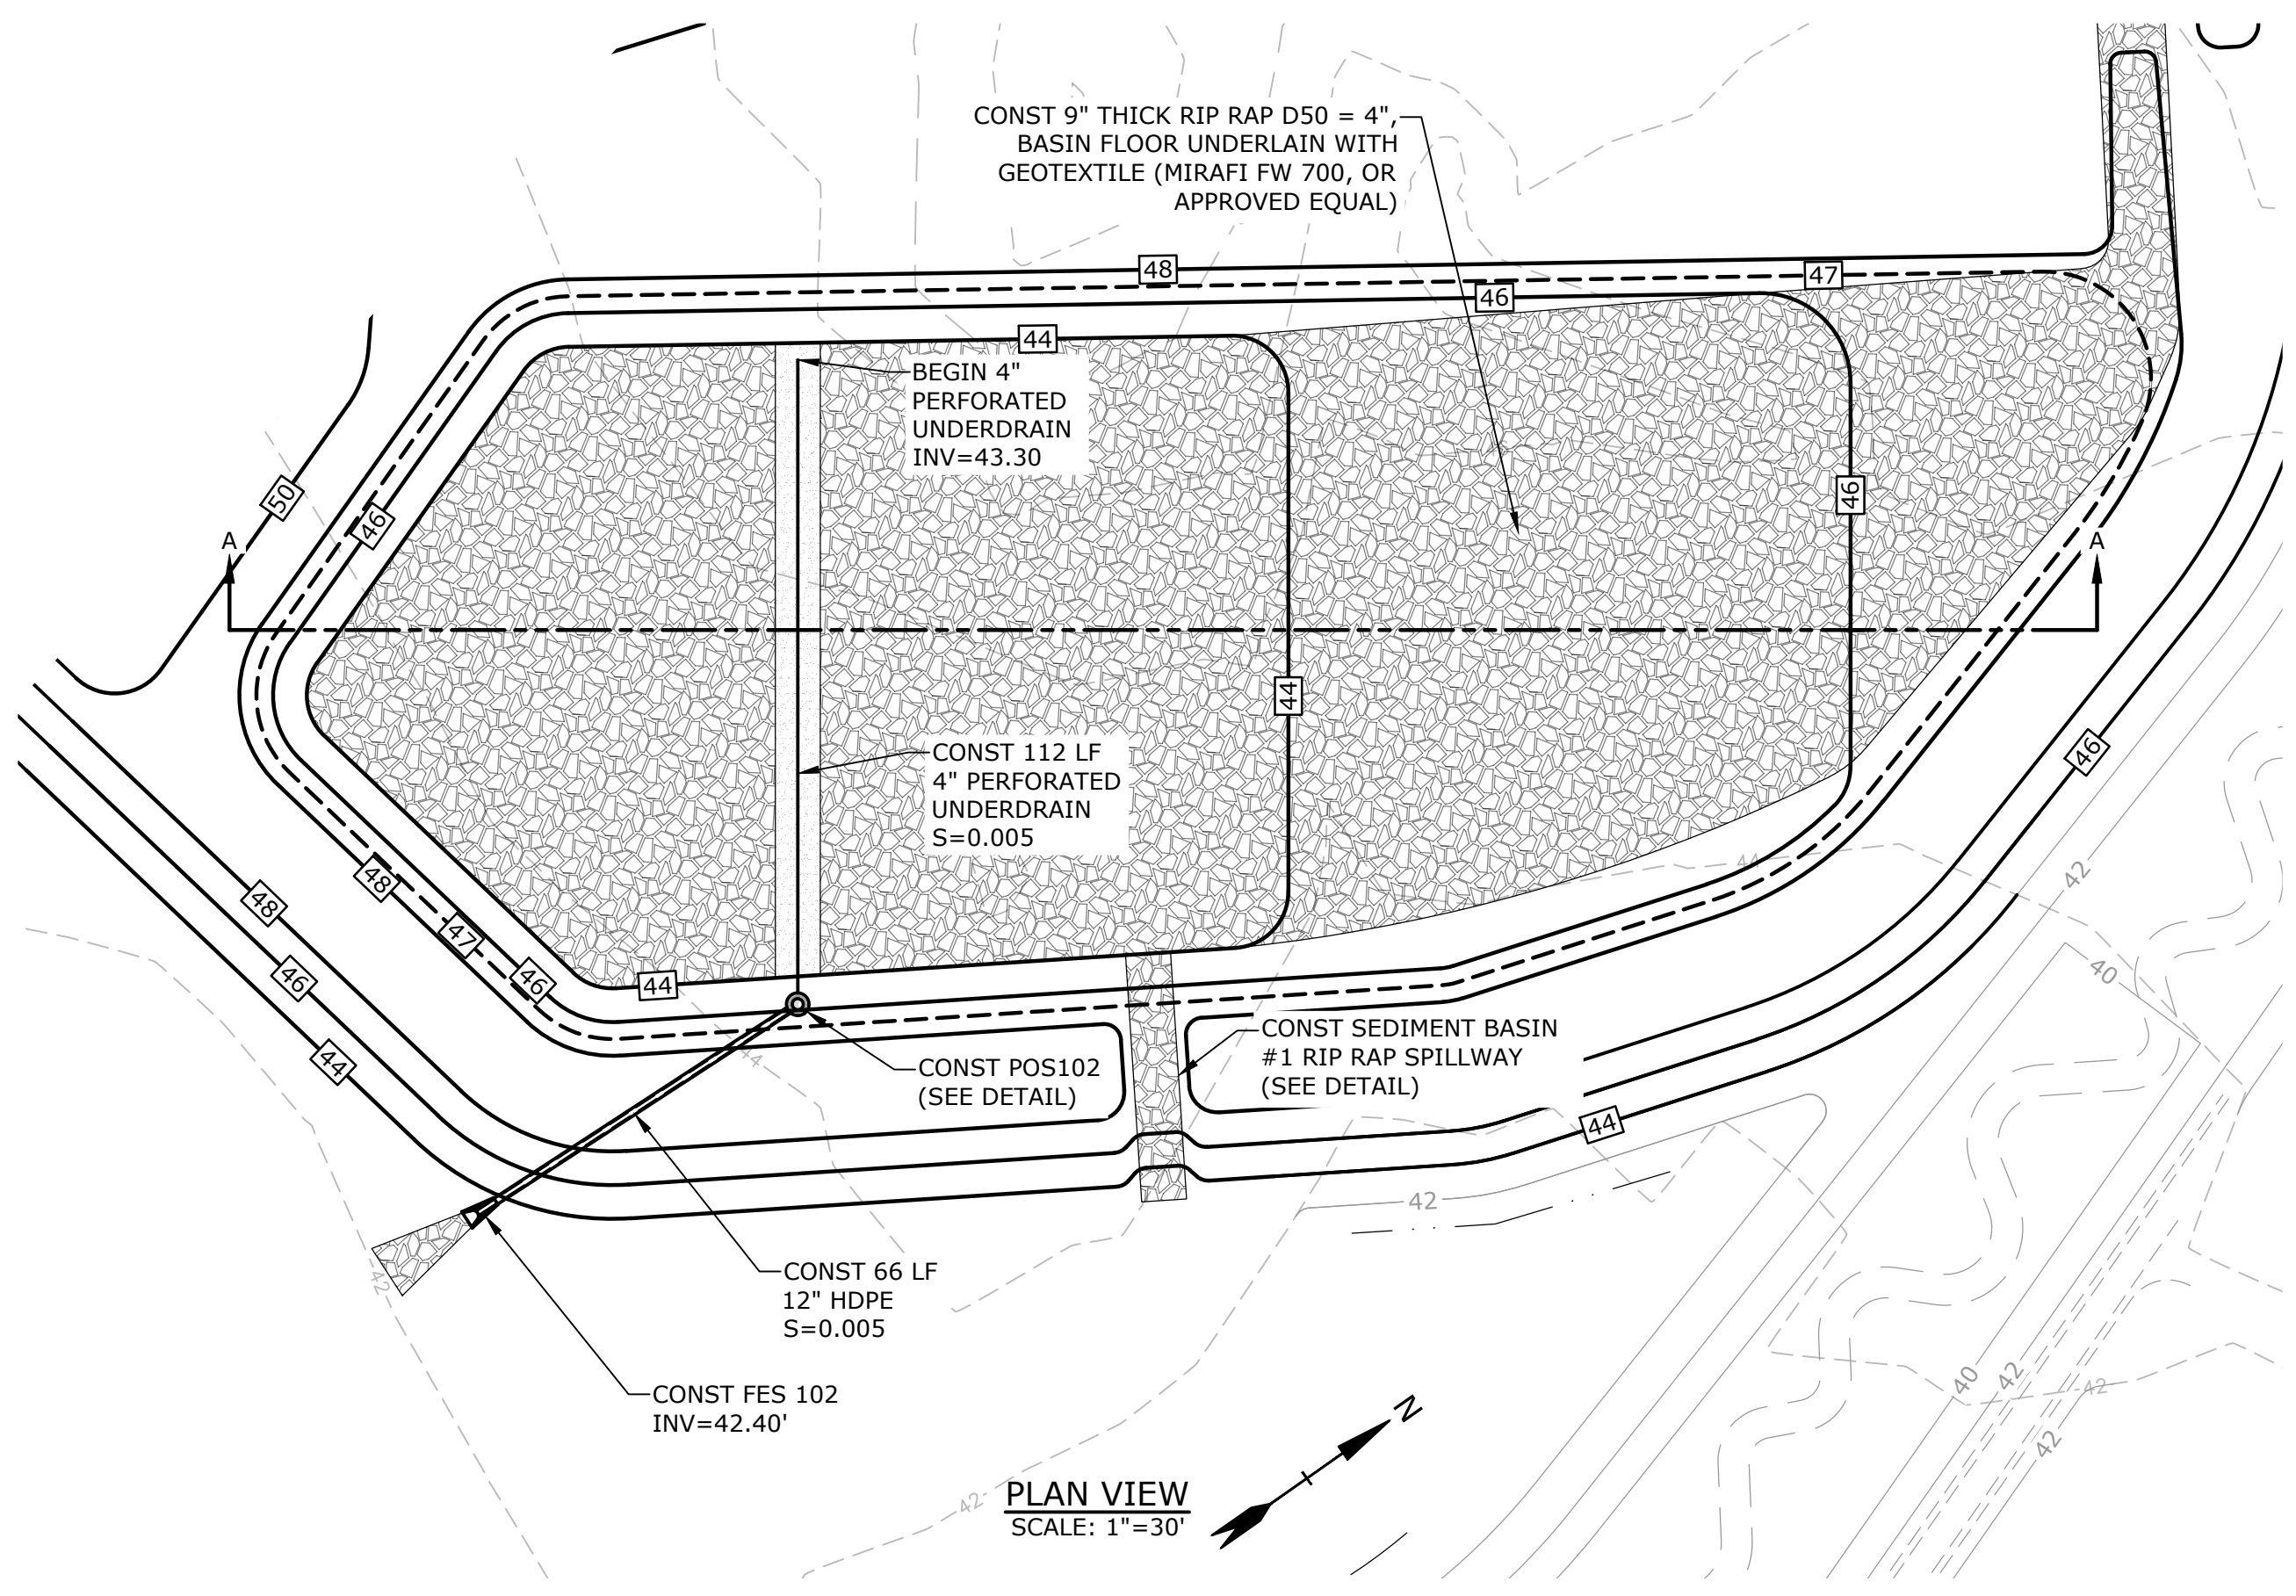 CONST 9" THICK RIP RAP D50 = 4",
BASIN FLOOR UNDERLAIN WITH
GEOTEXTILE (MIRAFI FW 700, OR
APPROVED EQUAL)
48
47
46
44
BEGIN 4"
PERFORATED
UNDERDRAIN
INV=43.30
50
46
46
A
A
44
CONST 112 LF
4" PERFORATED
UNDERDRAIN
S=0.005
46
44
42
48
48
47
46
44
40
46
44
CONST POS102
(SEE DETAIL)
CONST SEDIMENT BASIN
#1 RIP RAP SPILLWAY
(SEE DETAIL)
44
44
42
42
CONST 66 LF
12" HDPE
S=0.005
CONST FES 102
INV=42.40'
40
42
42
42
42
N
PLAN VIEW
SCALE: 1"=30'